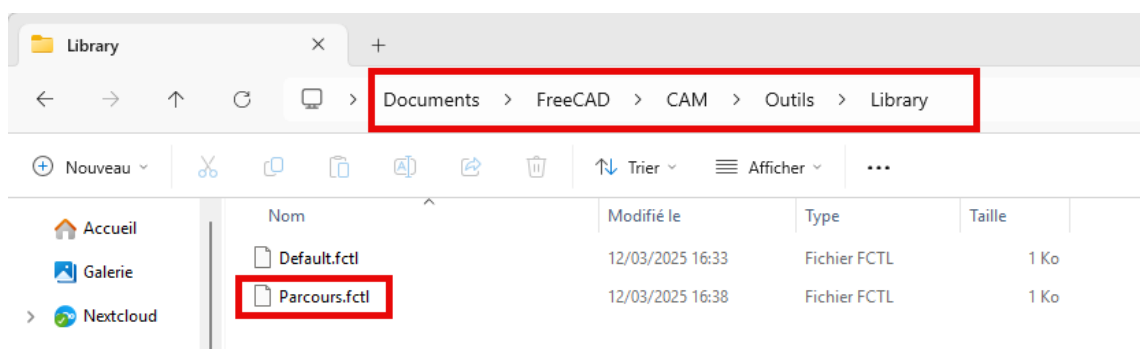 Library
Documents > FreeCAD > CAM > Outils > Library
Nouveau Trier Afficher ...
Nom Modifié le Type Taille
Accueil
Galerie
Nextcloud
Default.fctl 12/03/2025 16:33 Fichier FCTL 1 Ko
Parcours.fctl 12/03/2025 16:38 Fichier FCTL 1 Ko